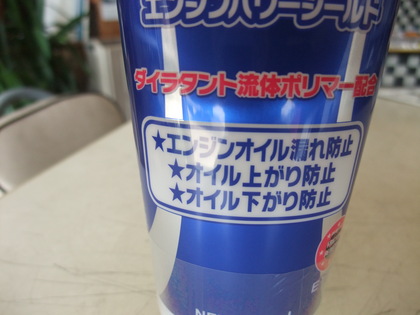 エンジンパワーシールド
ダイラタント流体ポリマー配合
★エンジンオイル漏れ防止
★オイル上がり防止
★オイル下がり防止